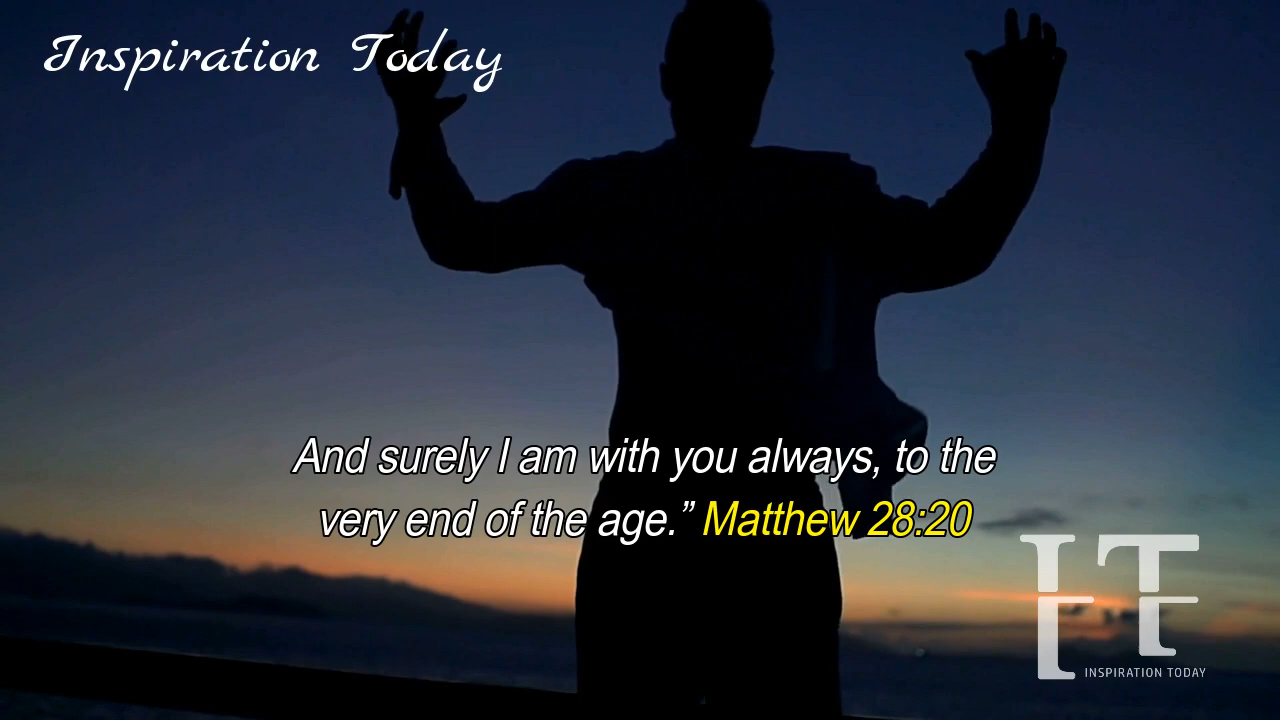 Inspiration Today
And surely I am with you always, to the
very end of the age.” Matthew 28:20
IT
INSPIRATION TODAY